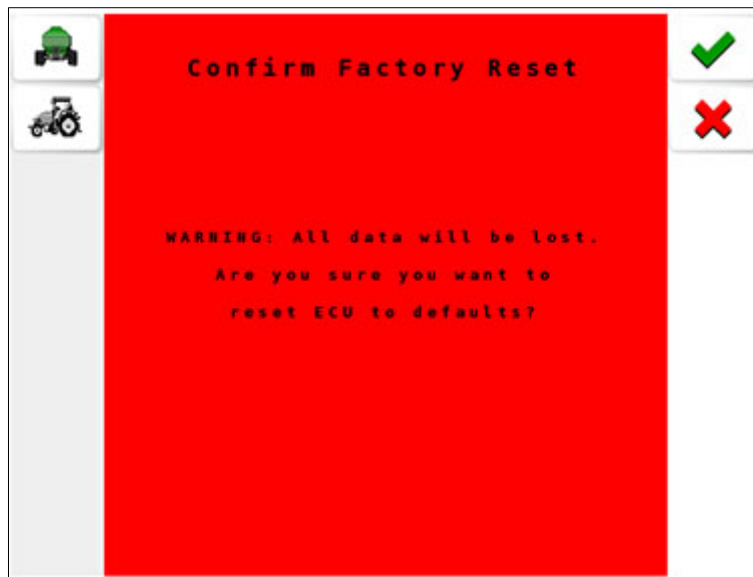 Confirm Factory Reset
WARNING: All data will be lost.
Are you sure you want to
reset ECU to defaults?